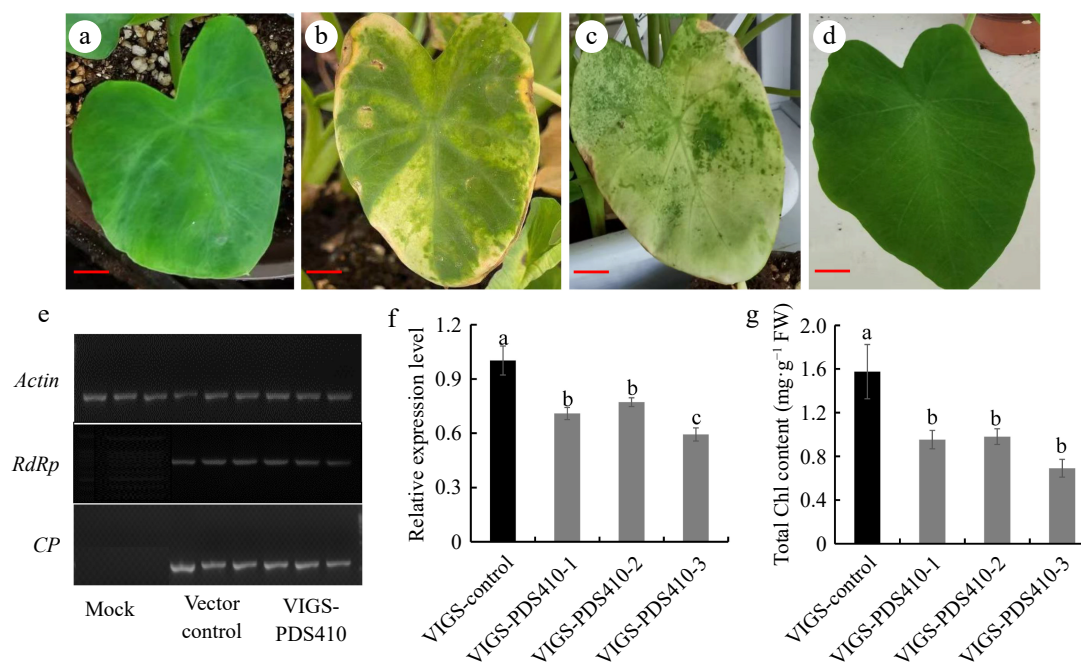 a
b
c
d
e
Actin
RdRp
CP
Mock
Vector
control
VIGS-
PDS410
f
Relative expression level
1.2
0.9
0.6
0.3
0
a
b
b
c
VIGS-control
VIGS-PDS410-1
VIGS-PDS410-2
VIGS-PDS410-3
g
Total Chl content (mg·g⁻¹ FW)
2.0
1.6
1.2
0.8
0.4
0
a
b
b
b
VIGS-control
VIGS-PDS410-1
VIGS-PDS410-2
VIGS-PDS410-3